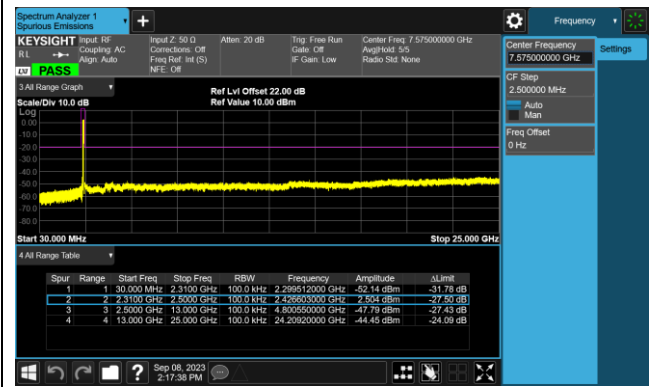 Spectrum Analyzer 1
Spurious Emissions
Frequency
KEYSIGHT
Input: RF
Coupling: AC
Align: Auto
Input Z: 50 Ω
Corrections: Off
Freq Ref: Int (S)
NFE: Off
Atten: 20 dB
Trig: Free Run
Gate: Off
IF Gain: Low
Center Freq: 7.575000000 GHz
Avg|Hold: 5/5
Radio Std: None
RL
LXI
PASS
Center Frequency
7.575000000 GHz
Settings
CF Step
2.500000 MHz
Auto
Man
Freq Offset
0 Hz
3 All Range Graph
Scale/Div 10.0 dB
Ref Lvl Offset 22.00 dB
Ref Value 10.00 dBm
Log
0.00
-10.0
-20.0
-30.0
-40.0
-50.0
-60.0
-70.0
-80.0
Start 30.000 MHz
Stop 25.000 GHz
4 All Range Table
Spur Range Start Freq Stop Freq RBW Frequency Amplitude ΔLimit
1 1 30.000 MHz 2.3100 GHz 100.0 kHz 2.299512000 GHz -52.14 dBm -31.78 dB
2 2 2.3100 GHz 2.5000 GHz 100.0 kHz 2.426603000 GHz 2.504 dBm -27.50 dB
3 3 2.5000 GHz 13.000 GHz 100.0 kHz 4.800550000 GHz -47.79 dBm -27.43 dB
4 4 13.000 GHz 25.000 GHz 100.0 kHz 24.20920000 GHz -44.45 dBm -24.09 dB
?
Sep 08, 2023
2:17:38 PM